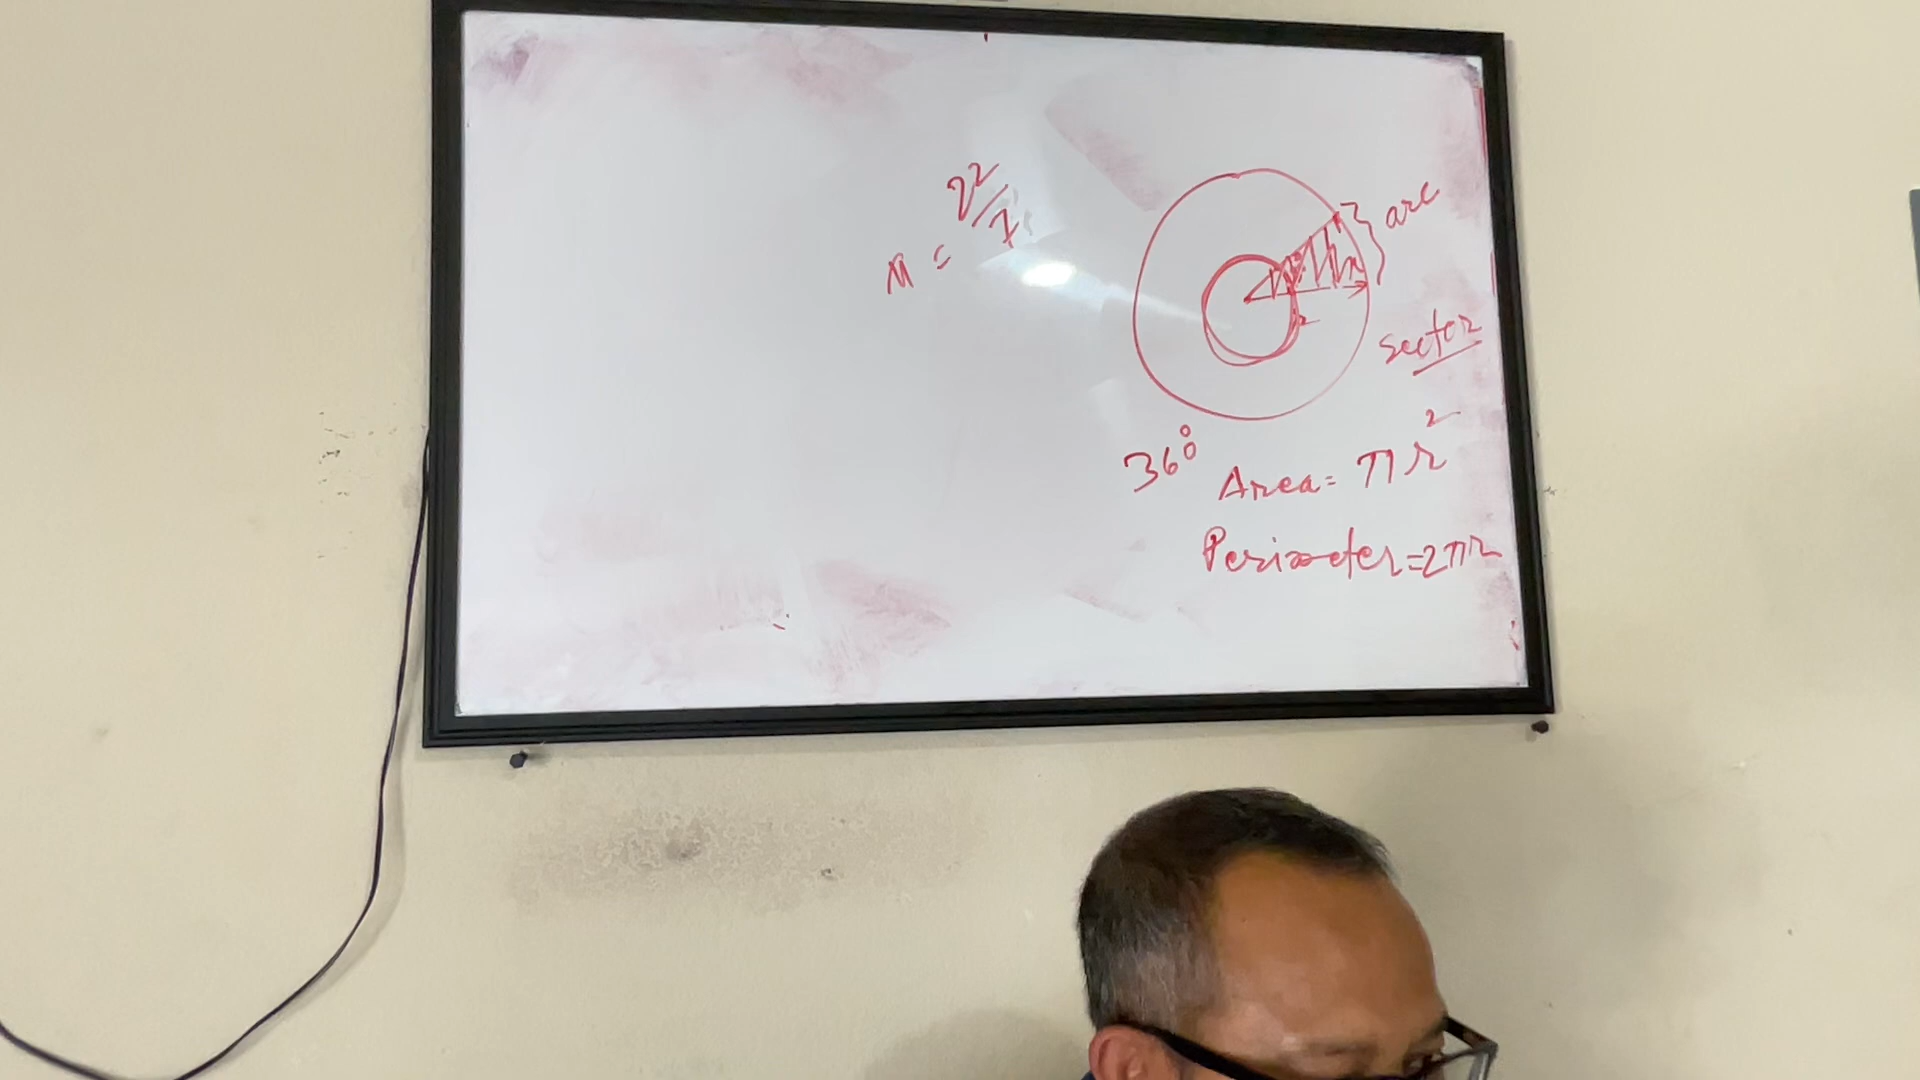 π = 22/7
arc
r
sector
360°
Area = πr²
Perimeter = 2πr